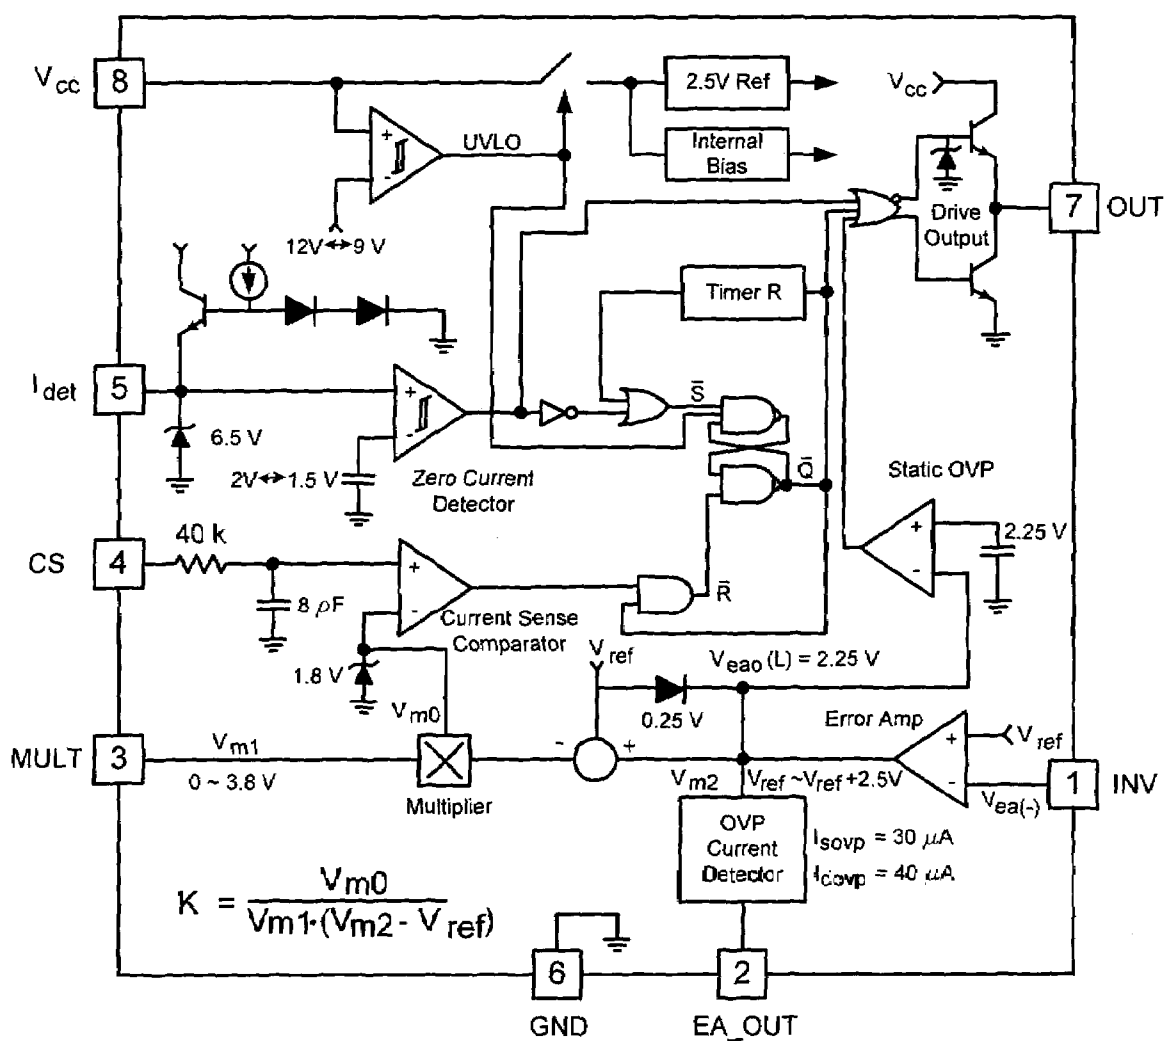 V cc
8
2.5V Ref
Vcc
+
UVLO
-
Internal
Bias
7
OUT
Drive
Output
12V↔9 V
Timer R
I det
5
+
-
S̅
6.5 V
2V↔1.5 V
Zero Current
Detector
Q̅
Static OVP
40 k
+
2.25 V
CS
4
+
-
8 pF
-
R̅
Current Sense
Comparator
1.8 V
Vref
Veao (L) = 2.25 V
Vm0
0.25 V
Error Amp
MULT
3
Vm1
0 ~ 3.8 V
-
+
+
Vref
Multiplier
Vm2
Vref ~ Vref + 2.5V
-
Vea(-)
1
INV
OVP
Current
Detector
Isovp = 30 μA
Idovp = 40 μA
K = Vm0
Vm1·(Vm2 - Vref)
6
2
GND
EA_OUT